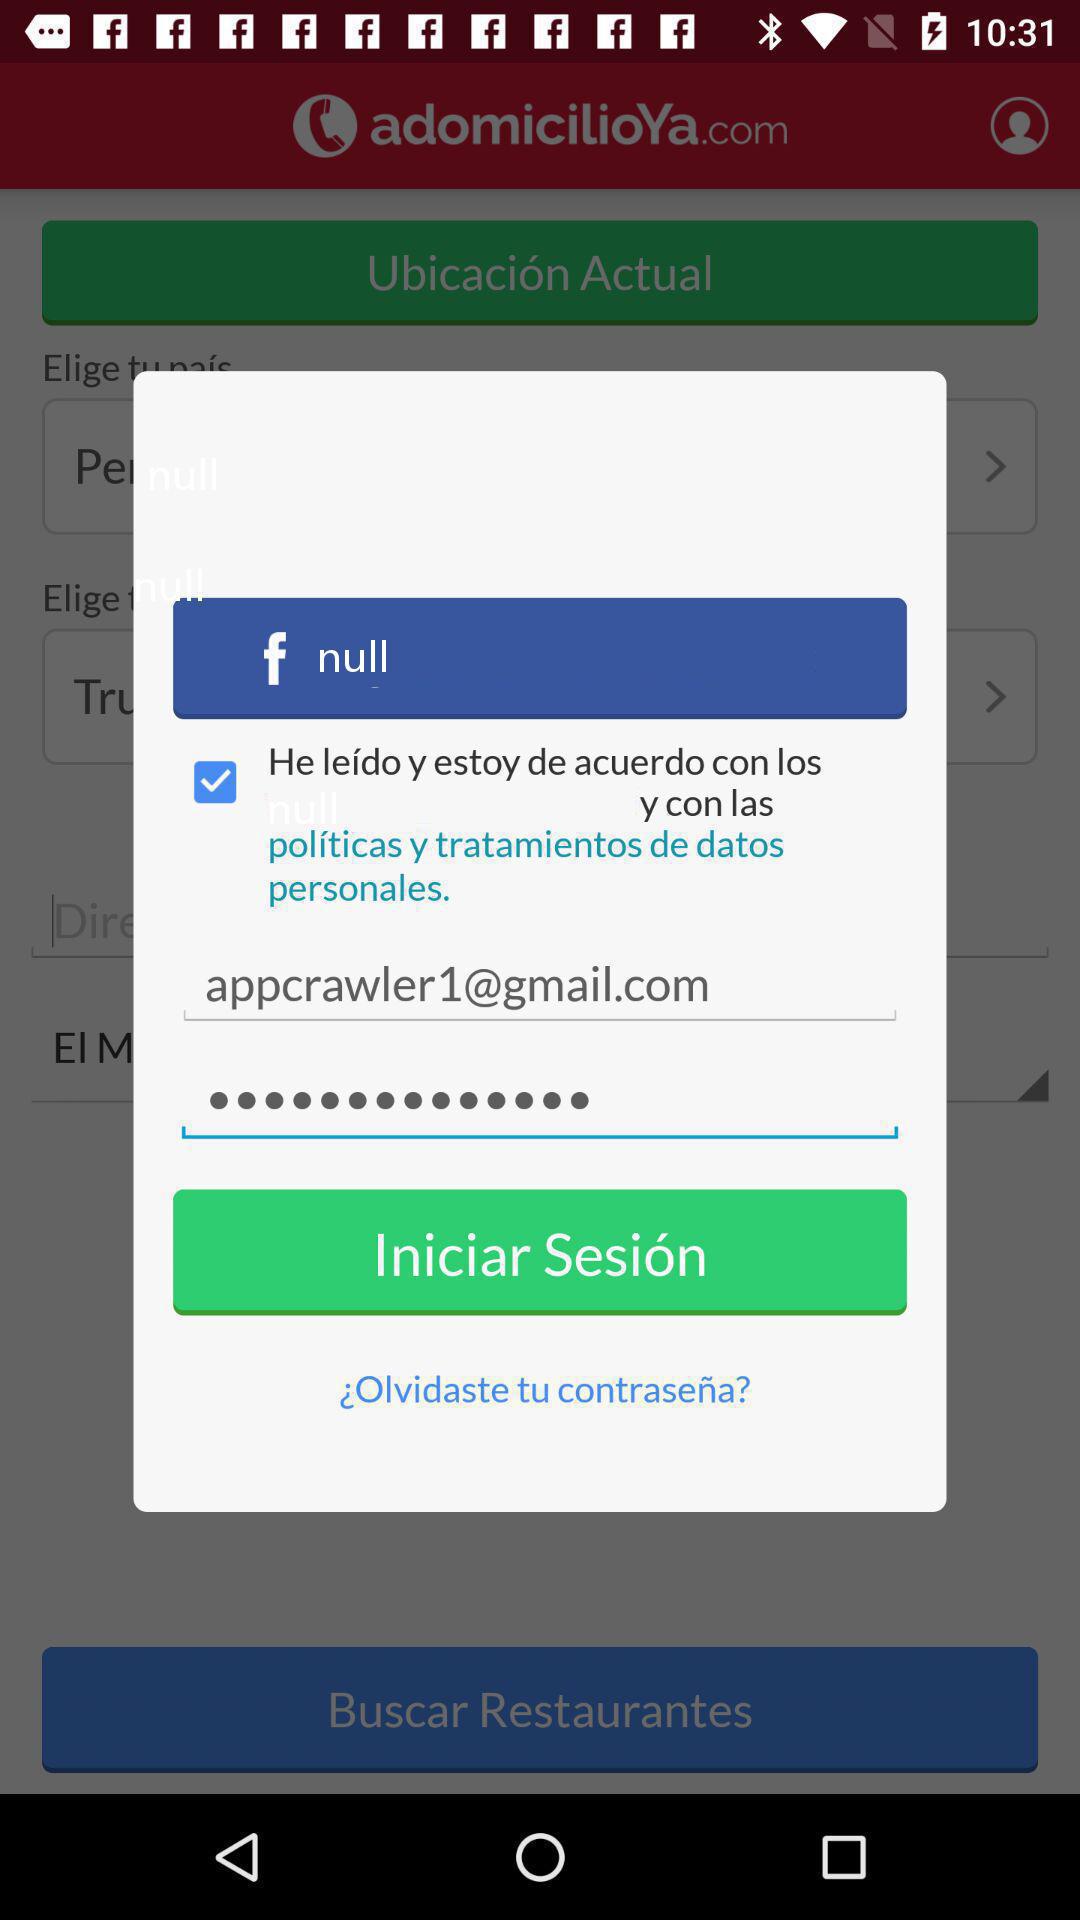 10:31
adomicilioYa.com
Ubicación Actual
Elige tu país
Per
null
null
Elige t
f null
Tru
He leído y estoy de acuerdo con los
null y con las
políticas y tratamientos de datos
personales.
Dire
appcrawler1@gmail.com
El M
••••••••••••••
Iniciar Sesión
¿Olvidaste tu contraseña?
Buscar Restaurantes